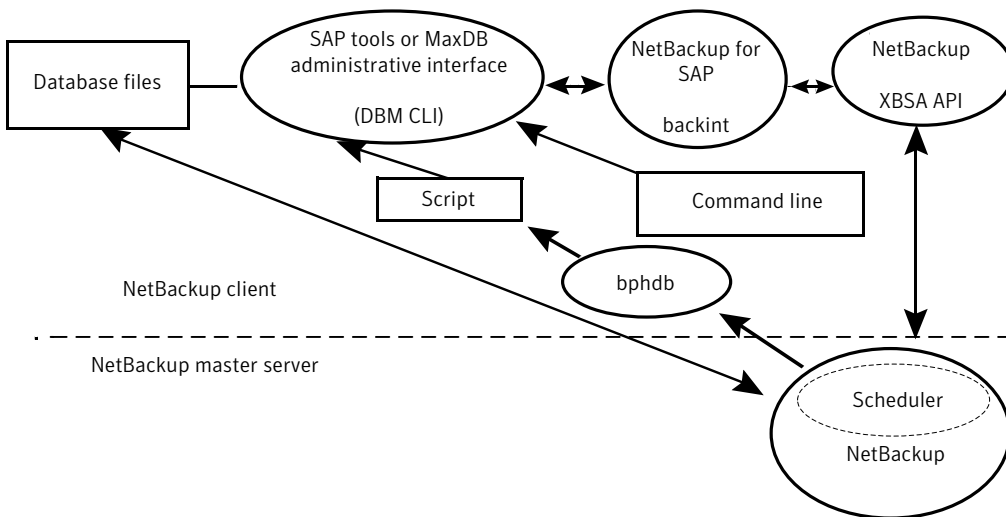 SAP tools or MaxDB
administrative interface
(DBM CLI)
Database files
NetBackup for
SAP
backint
NetBackup
XBSA API
Script
Command line
bphdb
NetBackup client
NetBackup master server
Scheduler
NetBackup